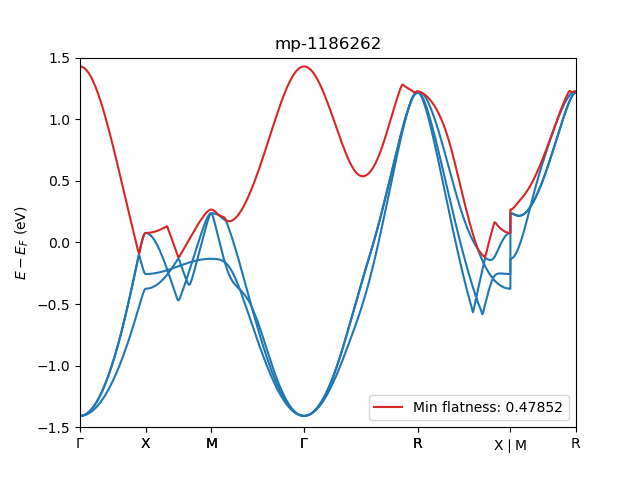 mp-1186262
1.5
1.0
0.5
0.0
−0.5
−1.0
−1.5
E − E_F (eV)
Min flatness: 0.47852
Γ X M Γ R X | M R